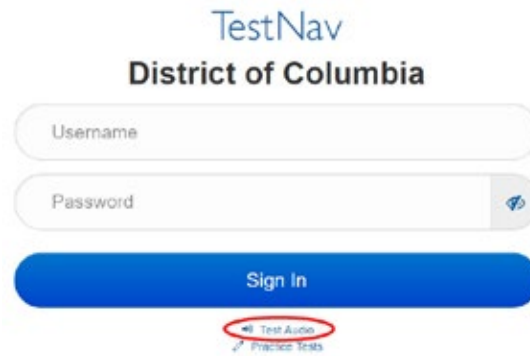 TestNav
District of Columbia
Username
Password
Sign In
Test Audio
Practice Tests